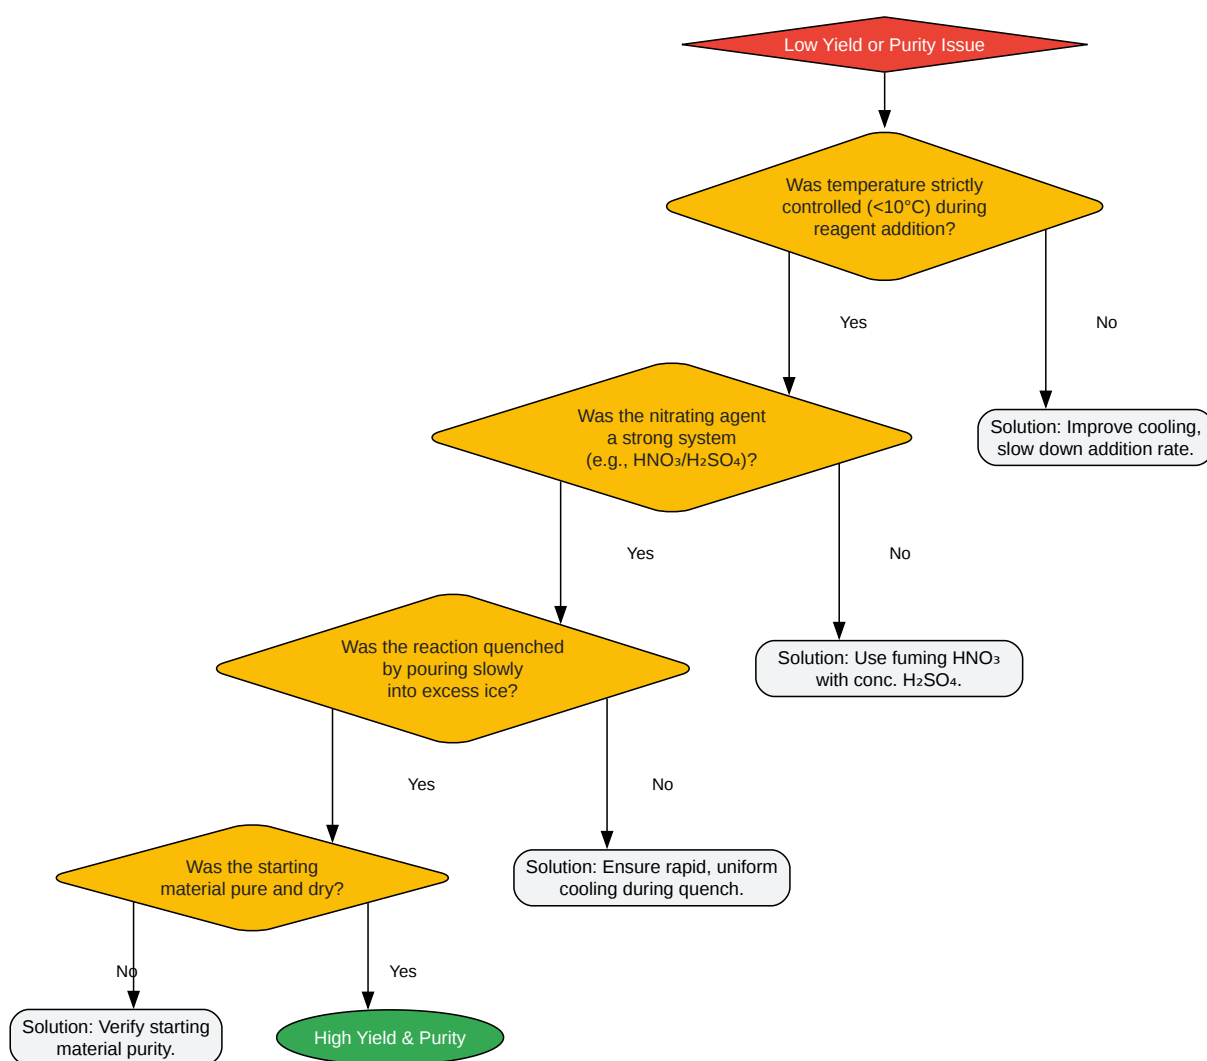 Low Yield or Purity Issue
Was temperature strictly
controlled (<10°C) during
reagent addition?
Yes
No
Was the nitrating agent
a strong system
(e.g., HNO₃/H₂SO₄)?
Solution: Improve cooling,
slow down addition rate.
Yes
No
Was the reaction quenched
by pouring slowly
into excess ice?
Solution: Use fuming HNO₃
with conc. H₂SO₄.
Yes
No
Was the starting
material pure and dry?
Solution: Ensure rapid, uniform
cooling during quench.
No
Yes
Solution: Verify starting
material purity.
High Yield & Purity